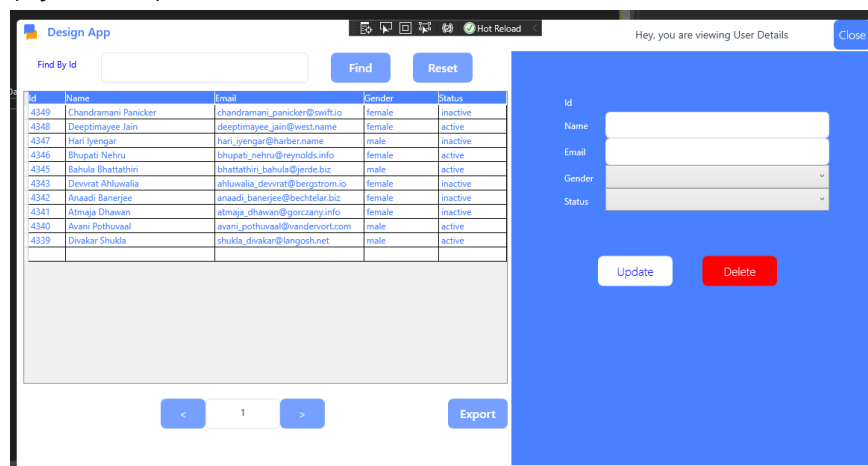 Design App
Hot Reload
Hey, you are viewing User Details
Close
Find By Id
Find
Reset
Id Name Email Gender Status
4349 Chandramani Panicker chandramani_panicker@swift.io female inactive
4348 Deeptimayee Jain deeptimayee_jain@west.name female active
4347 Hari Iyengar hari_iyengar@harber.name male inactive
4346 Bhupati Nehru bhupati_nehru@reynolds.info female active
4345 Bahula Bhattathiri bhattathiri_bahula@jerde.biz male active
4343 Devvrat Ahluwalia ahluwalia_devvrat@bergstrom.io female inactive
4342 Anaadi Banerjee anaadi_banerjee@bechtelar.biz female inactive
4341 Atmaja Dhawan atmaja_dhawan@gorczany.info female inactive
4340 Avani Pothuvaal avani_pothuvaal@vandervort.com male active
4339 Divakar Shukla shukla_divakar@langosh.net male active
< 1 >
Export
Id
Name
Email
Gender
Status
Update
Delete